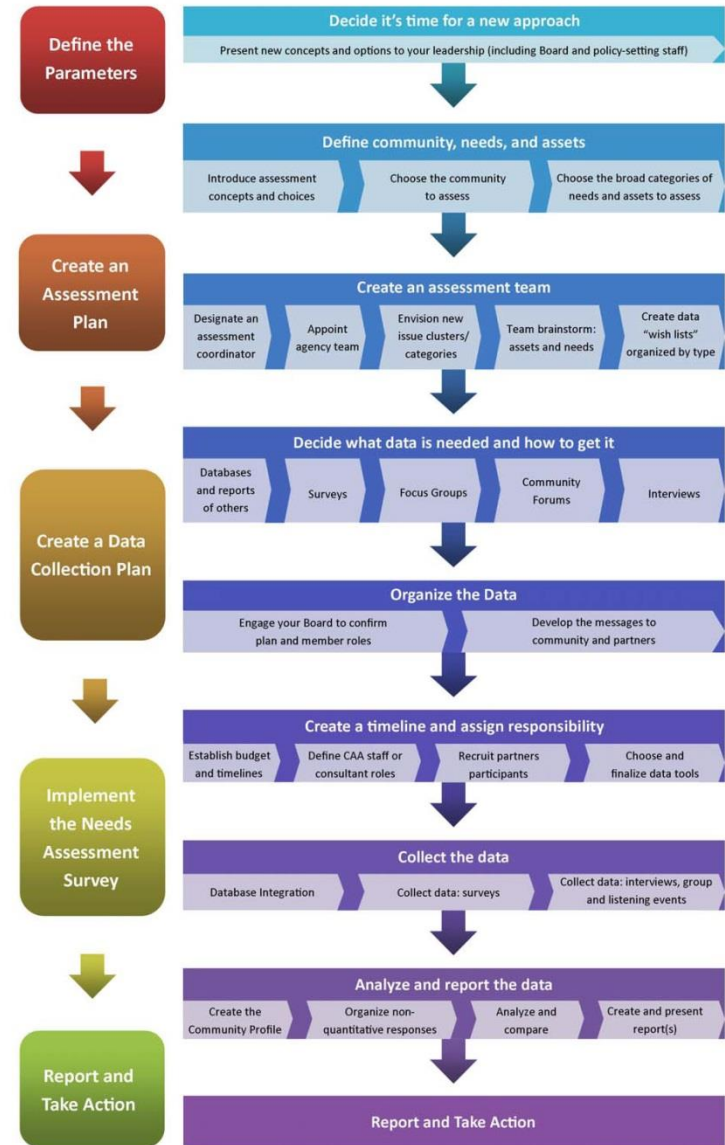 Define the
Parameters
Decide it's time for a new approach
Present new concepts and options to your leadership (including Board and policy-setting staff)
Define community, needs, and assets
Introduce assessment
concepts and choices
Choose the community
to assess
Choose the broad categories of
needs and assets to assess
Create an
Assessment
Plan
Create an assessment team
Designate an
assessment
coordinator
Appoint
agency team
Envision new
issue clusters/
categories
Team brainstorm:
assets and needs
Create data
“wish lists”
organized by type
Create a Data
Collection Plan
Decide what data is needed and how to get it
Databases
and reports
of others
Surveys
Focus Groups
Community
Forums
Interviews
Organize the Data
Engage your Board to confirm
plan and member roles
Develop the messages to
community and partners
Implement
the Needs
Assessment
Survey
Create a timeline and assign responsibility
Establish budget
and timelines
Define CAA staff or
consultant roles
Recruit partners
participants
Choose and
finalize data tools
Collect the data
Database Integration
Collect data: surveys
Collect data: interviews, group
and listening events
Analyze and report the data
Create the
Community Profile
Organize non-
quantitative responses
Analyze and
compare
Create and present
report(s)
Report and
Take Action
Report and Take Action